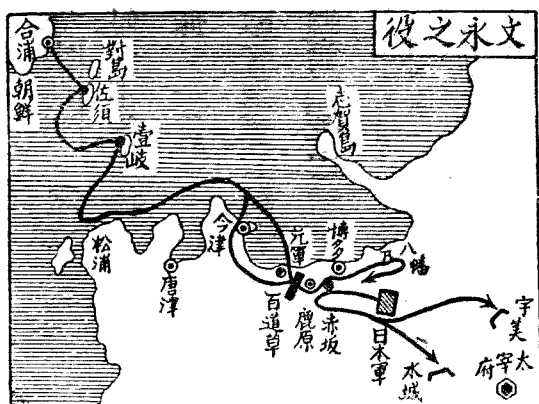 文永之役
合浦
朝鮮
對馬
佐須
壹岐
志賀島
松浦
唐津
今津
元軍
百道原
鹿原
赤坂
博多
八幡
日本軍
宇美
水城
太宰府